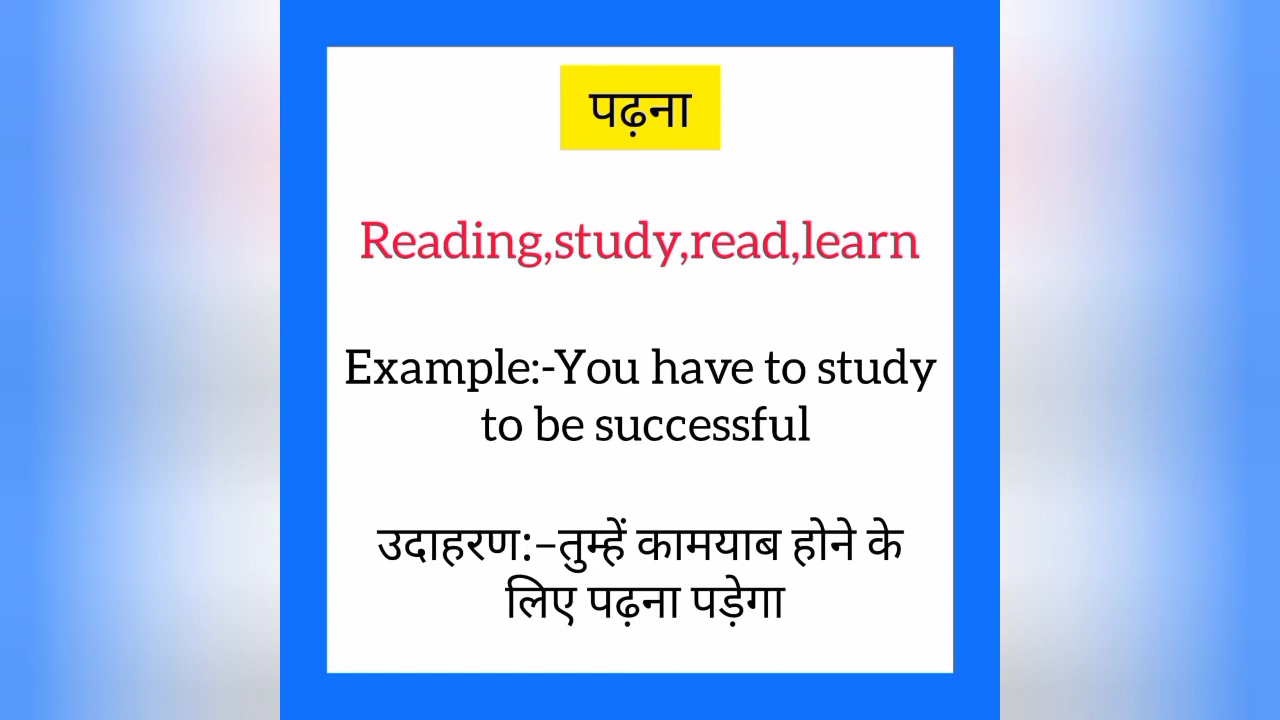 पढ़ना
Reading,study,read,learn
Example:-You have to study
to be successful
उदाहरण:–तुम्हें कामयाब होने के
लिए पढ़ना पड़ेगा